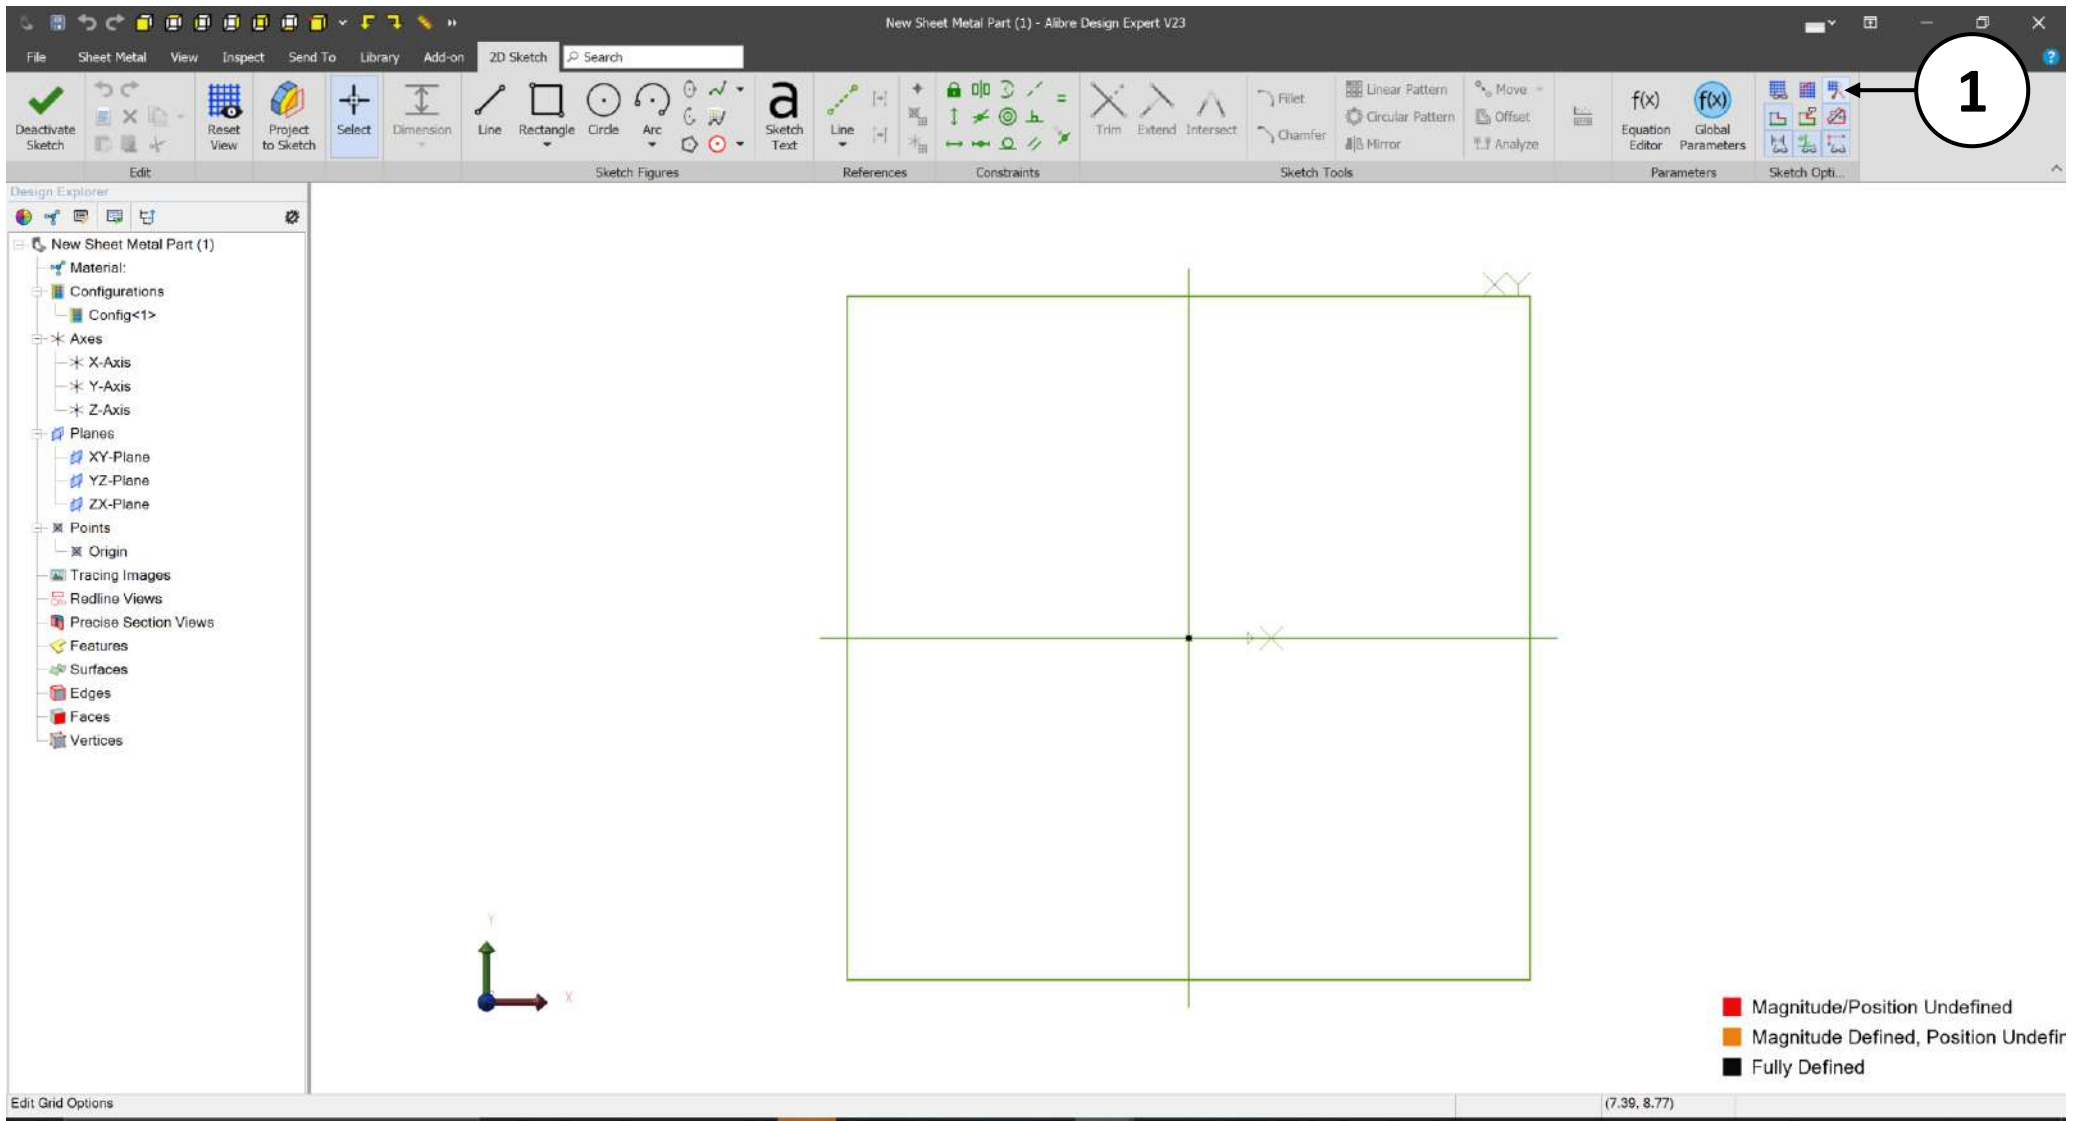 New Sheet Metal Part (1) - Alibre Design Expert V23
File Sheet Metal View Inspect Send To Library Add-on 2D Sketch Search
1
Deactivate Sketch
Reset View
Project to Sketch
Select
Dimension
Line
Rectangle
Circle
Arc
a
Sketch Text
Line
Trim
Extend
Intersect
Fillet
Chamfer
Linear Pattern
Circular Pattern
Mirror
Move
Offset
Analyze
f(x)
Equation Editor
f(x)
Global Parameters
Edit
Sketch Figures
References
Constraints
Sketch Tools
Parameters
Sketch Opti...
Design Explorer
New Sheet Metal Part (1)
Material:
Configurations
Config<1>
Axes
X-Axis
Y-Axis
Z-Axis
Planes
XY-Plane
YZ-Plane
ZX-Plane
Points
Origin
Tracing Images
Redline Views
Precise Section Views
Features
Surfaces
Edges
Faces
Vertices
XY
X
Y
X
Magnitude/Position Undefined
Magnitude Defined, Position Undefin
Fully Defined
Edit Grid Options
(7.39, 8.77)